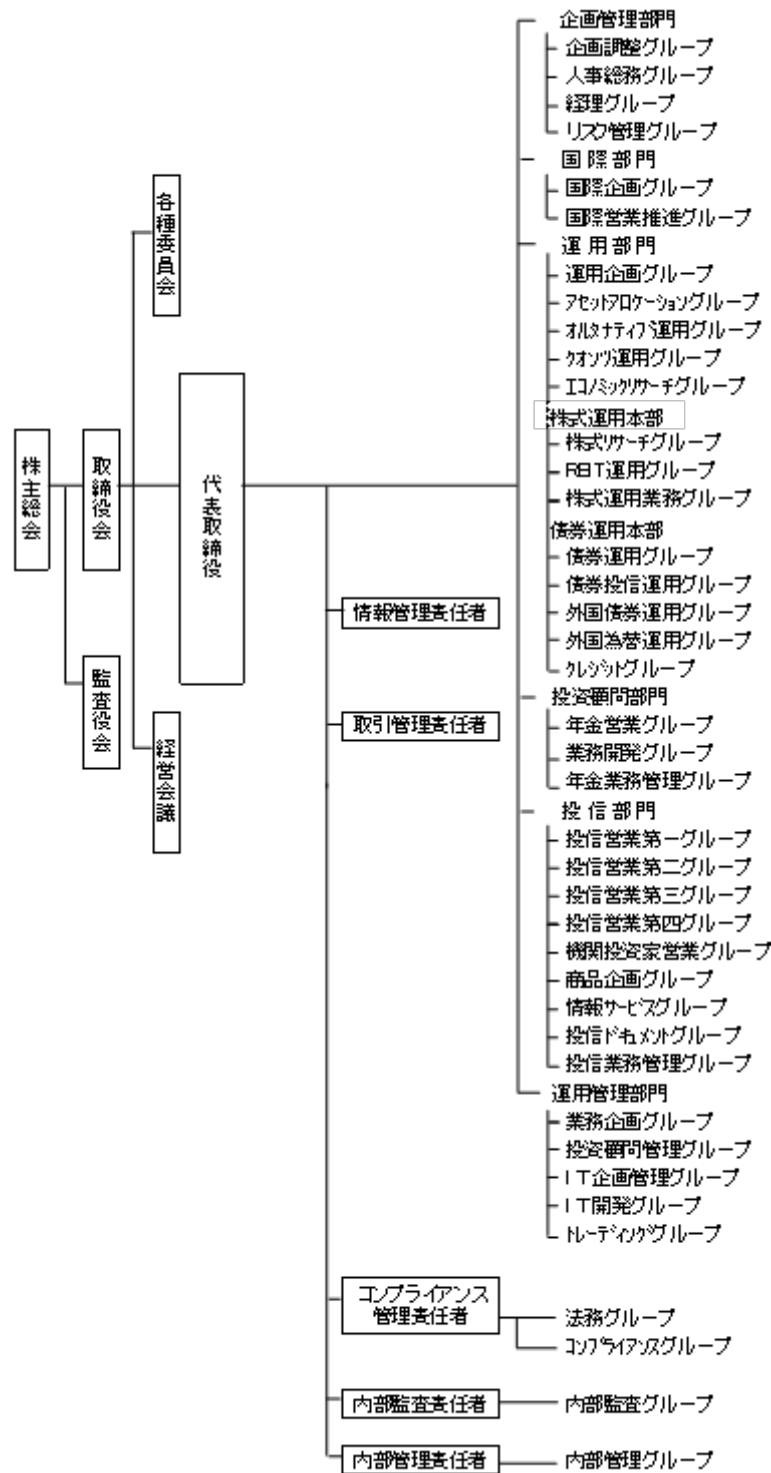 株主総会
取締役会
監査役会
各種委員会
経営会議
代表取締役
企画管理部門
企画調整グループ
人事総務グループ
経理グループ
リスク管理グループ
国際部門
国際企画グループ
国際営業推進グループ
運用部門
運用企画グループ
アセットアロケーショングループ
オルタナティブ運用グループ
クオンツ運用グループ
エコノミックリサーチグループ
株式運用本部
株式リサーチグループ
REIT運用グループ
株式運用業務グループ
債券運用本部
債券運用グループ
債券投信運用グループ
外国債券運用グループ
外国為替運用グループ
クレジットグループ
投資顧問部門
年金営業グループ
業務開発グループ
年金業務管理グループ
投信部門
投信営業第一グループ
投信営業第二グループ
投信営業第三グループ
投信営業第四グループ
機関投資家営業グループ
商品企画グループ
情報サービスグループ
投信ドキュメントグループ
投信業務管理グループ
運用管理部門
業務企画グループ
投資顧問管理グループ
IT企画管理グループ
IT開発グループ
トレーディンググループ
情報管理責任者
取引管理責任者
コンプライアンス
管理責任者
法務グループ
コンプライアンスグループ
内部監査責任者
内部監査グループ
内部管理責任者
内部管理グループ